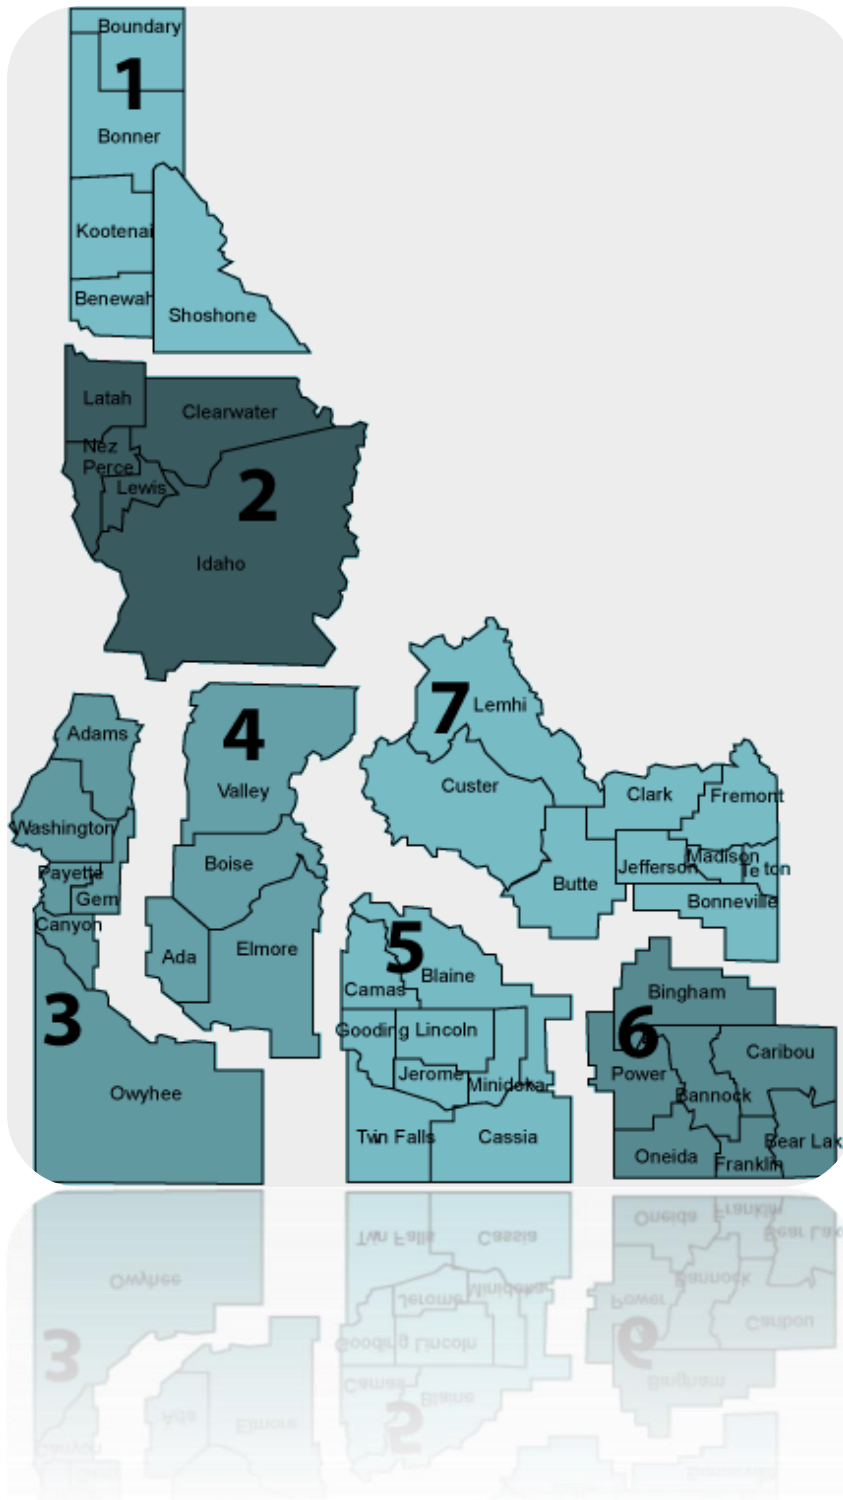 Boundary
1
Bonner
Kootenai
Benewah
Shoshone
Latah
Clearwater
Nez
Perce
Lewis
2
Idaho
Adams
Washington
Payette
Gem
Canyon
3
Owyhee
4
Valley
Boise
Ada
Elmore
7
Lemhi
Custer
Clark
Fremont
Jefferson
Madison
Te ton
Butte
Bonneville
5
Blaine
Camas
Gooding
Lincoln
Jerome
Minidoka
Twin Falls
Cassia
Bingham
6
Caribou
Power
Bannock
Bear Lak
Oneida
Franklin